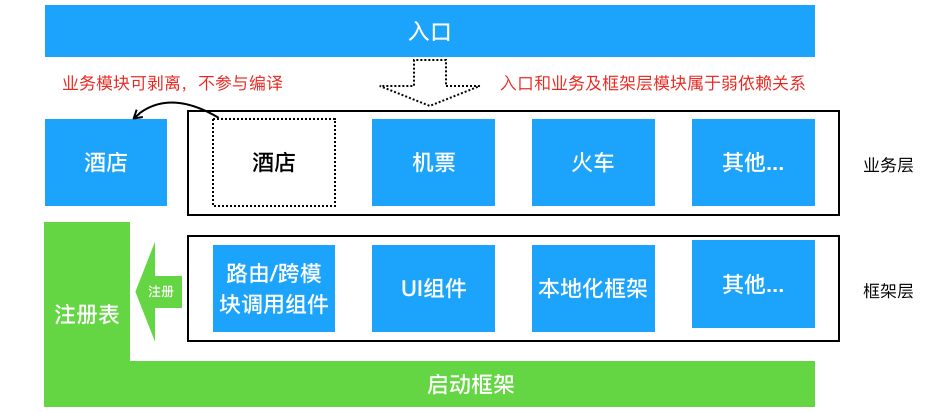 入口
业务模块可剥离，不参与编译
入口和业务及框架层模块属于弱依赖关系
酒店
酒店
机票
火车
其他...
业务层
注册表
注册
路由/跨模
块调用组件
UI组件
本地化框架
其他...
框架层
启动框架